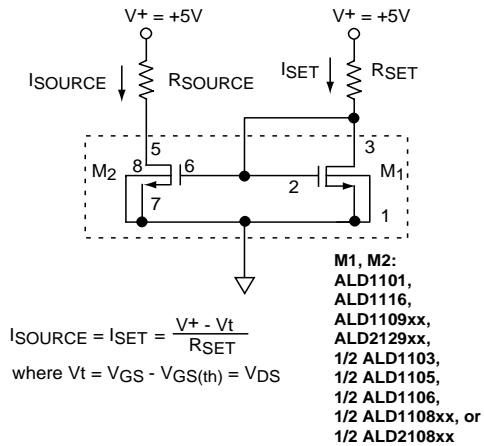 V+ = +5V
V+ = +5V
ISOURCE
RSOURCE
ISET
RSET
5
3
M2
8
6
2
M1
7
1
M1, M2:
ALD1101,
ALD1116,
ALD1109xx,
ALD2129xx,
1/2 ALD1103,
1/2 ALD1105,
1/2 ALD1106,
1/2 ALD1108xx, or
1/2 ALD2108xx
ISOURCE = ISET = V+ - Vt / RSET
where Vt = VGS - VGS(th) = VDS